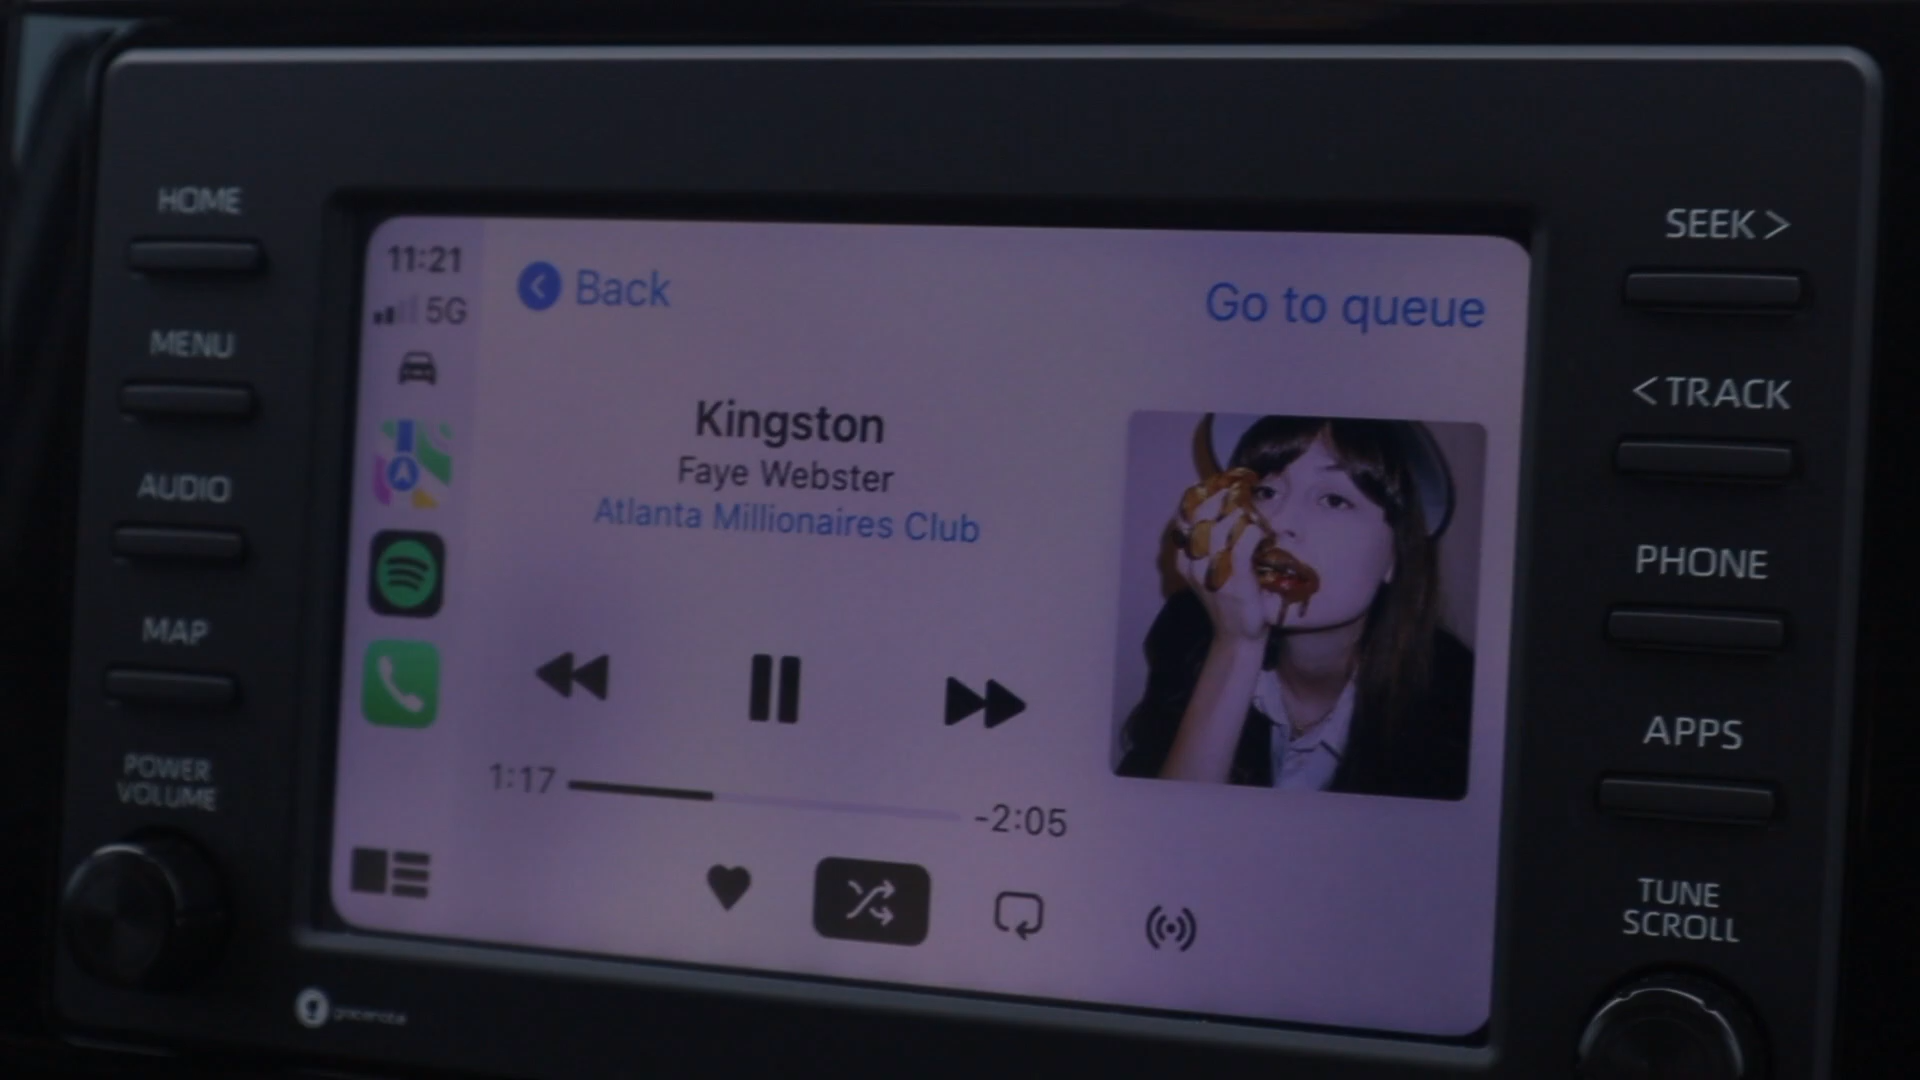 HOME
MENU
AUDIO
MAP
POWER
VOLUME
11:21
5G
Back
Go to queue
Kingston
Faye Webster
Atlanta Millionaires Club
1:17
-2:05
gracenote
SEEK >
< TRACK
PHONE
APPS
TUNE
SCROLL